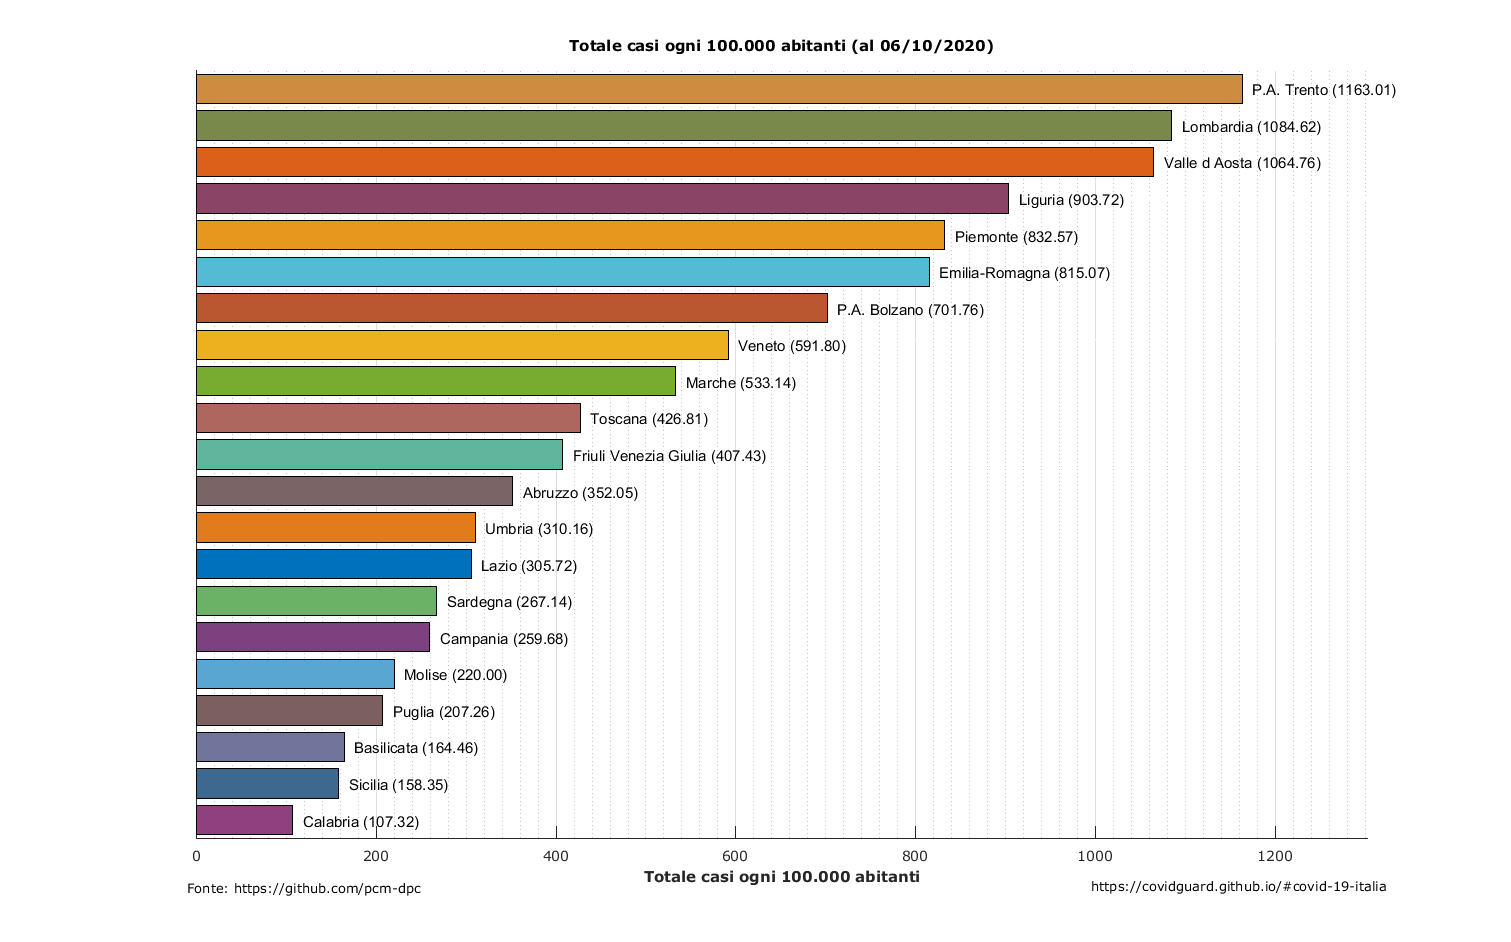 Totale casi ogni 100.000 abitanti (al 06/10/2020)
P.A. Trento (1163.01)
Lombardia (1084.62)
Valle d Aosta (1064.76)
Liguria (903.72)
Piemonte (832.57)
Emilia-Romagna (815.07)
P.A. Bolzano (701.76)
Veneto (591.80)
Marche (533.14)
Toscana (426.81)
Friuli Venezia Giulia (407.43)
Abruzzo (352.05)
Umbria (310.16)
Lazio (305.72)
Sardegna (267.14)
Campania (259.68)
Molise (220.00)
Puglia (207.26)
Basilicata (164.46)
Sicilia (158.35)
Calabria (107.32)
0 200 400 600 800 1000 1200
Totale casi ogni 100.000 abitanti
Fonte: https://github.com/pcm-dpc
https://covidguard.github.io/#covid-19-italia